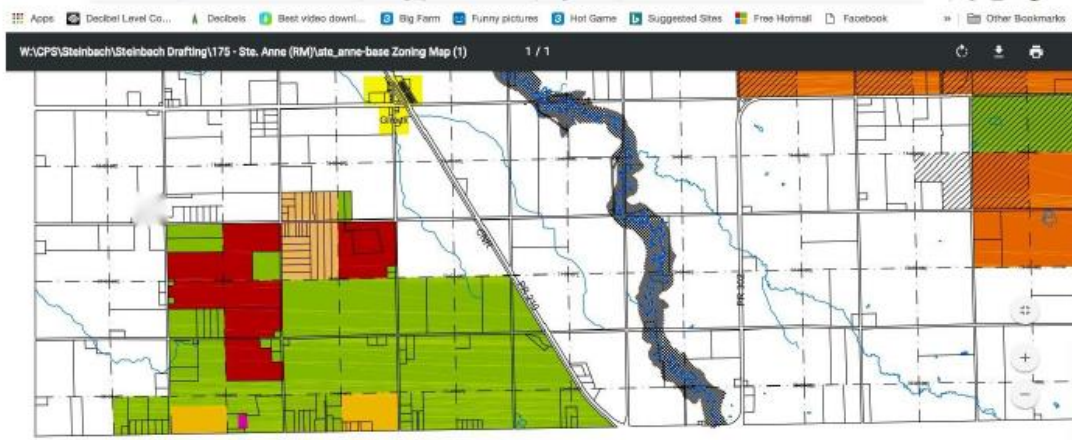 Apps Decibel Level Co... Decibels Best video downl... Big Farm Funny pictures Hot Game Suggested Sites Free Hotmail Facebook » Other Bookmarks
W:\CPS\Steinbach\Steinbach Drafting\175 - Ste. Anne (RM)\ste_anne-base Zoning Map (1) 1 / 1
Giroux
CNR
PR 210
PR 302